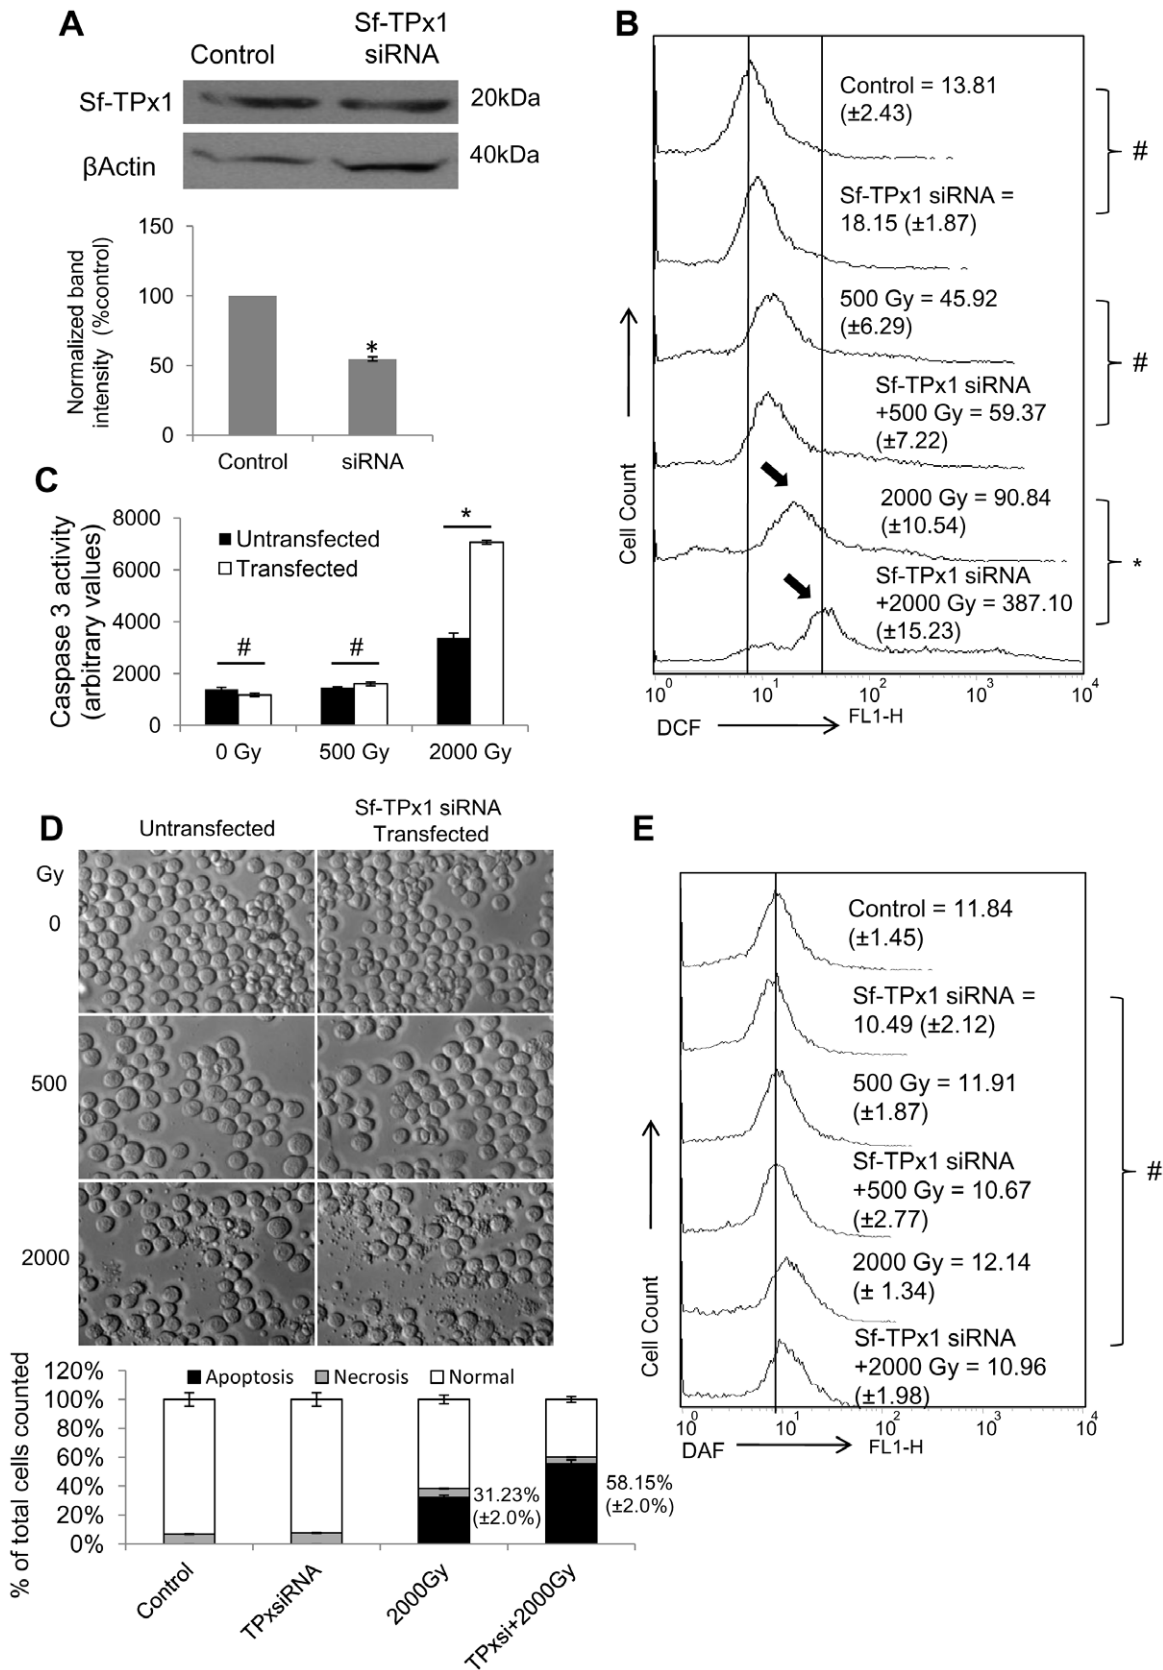 A
Control
Sf-TPx1
siRNA
Sf-TPx1
20kDa
βActin
40kDa
Normalized band
intensity (%control)
150
100
50
0
*
Control
siRNA
B
Control = 13.81
(±2.43)
#
Sf-TPx1 siRNA =
18.15 (±1.87)
500 Gy = 45.92
(±6.29)
#
Sf-TPx1 siRNA
+500 Gy = 59.37
(±7.22)
2000 Gy = 90.84
(±10.54)
*
Sf-TPx1 siRNA
+2000 Gy = 387.10
(±15.23)
Cell Count
10⁰ 10¹ 10² 10³ 10⁴
DCF
FL1-H
C
Caspase 3 activity
(arbitrary values)
8000
6000
4000
2000
0
Untransfected
Transfected
#
#
*
0 Gy
500 Gy
2000 Gy
D
Untransfected
Sf-TPx1 siRNA
Transfected
Gy
0
500
2000
% of total cells counted
120%
100%
80%
60%
40%
20%
0%
Apoptosis
Necrosis
Normal
31.23%
(±2.0%)
58.15%
(±2.0%)
Control
TPxsiRNA
2000Gy
TPxsi+2000Gy
E
Control = 11.84
(±1.45)
Sf-TPx1 siRNA =
10.49 (±2.12)
500 Gy = 11.91
(±1.87)
Sf-TPx1 siRNA
+500 Gy = 10.67
(±2.77)
2000 Gy = 12.14
(± 1.34)
Sf-TPx1 siRNA
+2000 Gy = 10.96
(±1.98)
#
Cell Count
10⁰ 10¹ 10² 10³ 10⁴
DAF
FL1-H